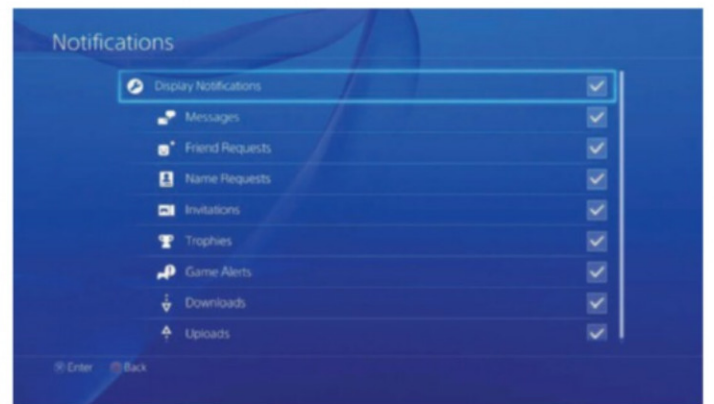 Notifications
Display Notifications
Messages
Friend Requests
Name Requests
Invitations
Trophies
Game Alerts
Downloads
Uploads
Enter Back